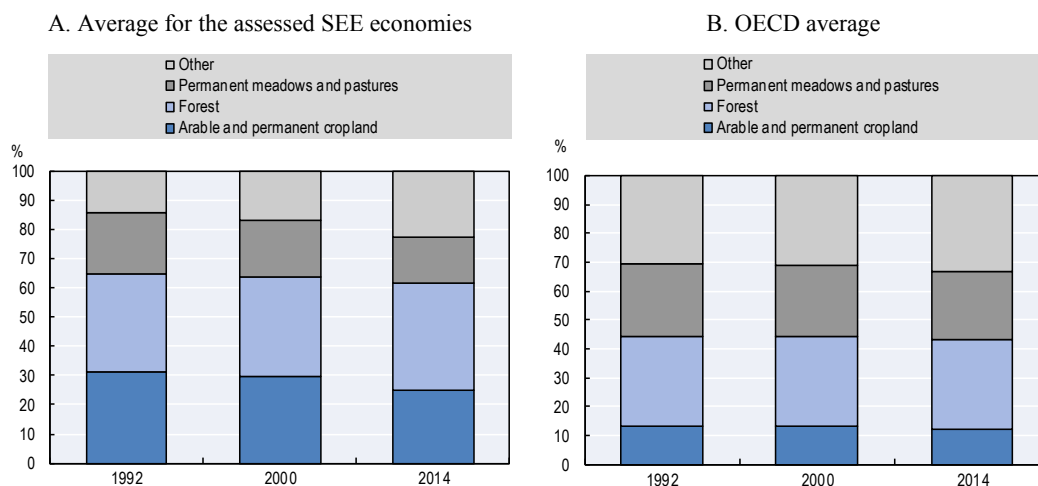 A. Average for the assessed SEE economies
Other
Permanent meadows and pastures
Forest
Arable and permanent cropland
%
100
90
80
70
60
50
40
30
20
10
0
1992 2000 2014
B. OECD average
Other
Permanent meadows and pastures
Forest
Arable and permanent cropland
%
100
90
80
70
60
50
40
30
20
10
0
1992 2000 2014